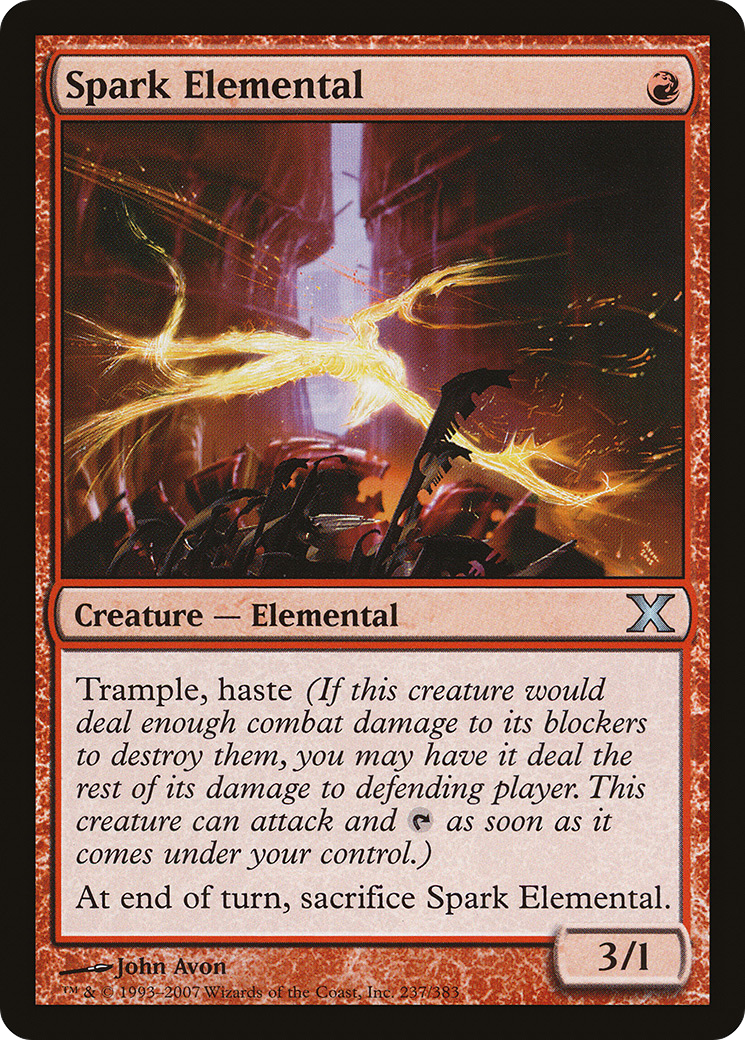 Spark Elemental
Creature — Elemental
Trample, haste (If this creature would
deal enough combat damage to its blockers
to destroy them, you may have it deal the
rest of its damage to defending player. This
creature can attack and as soon as it
comes under your control.)
At end of turn, sacrifice Spark Elemental.
3/1
John Avon
™ & © 1993–2007 Wizards of the Coast, Inc. 237/383